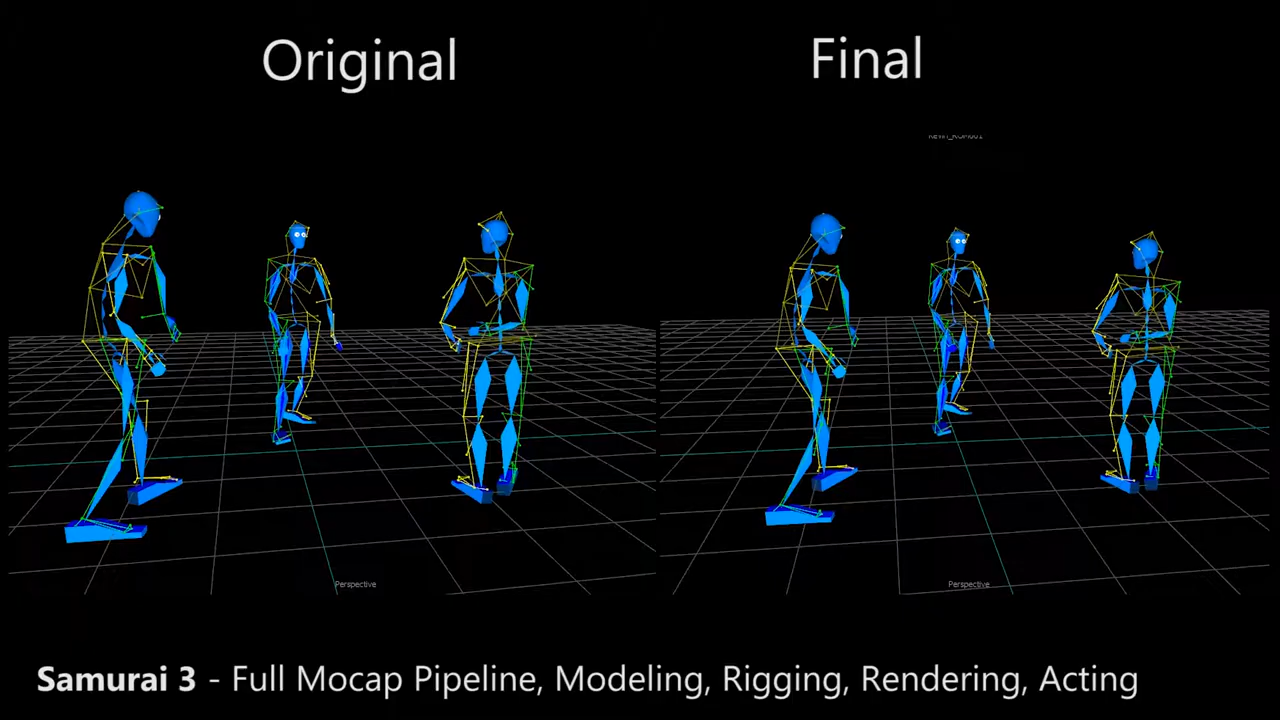 Original
Final
Perspective
Perspective
Samurai 3 - Full Mocap Pipeline, Modeling, Rigging, Rendering, Acting